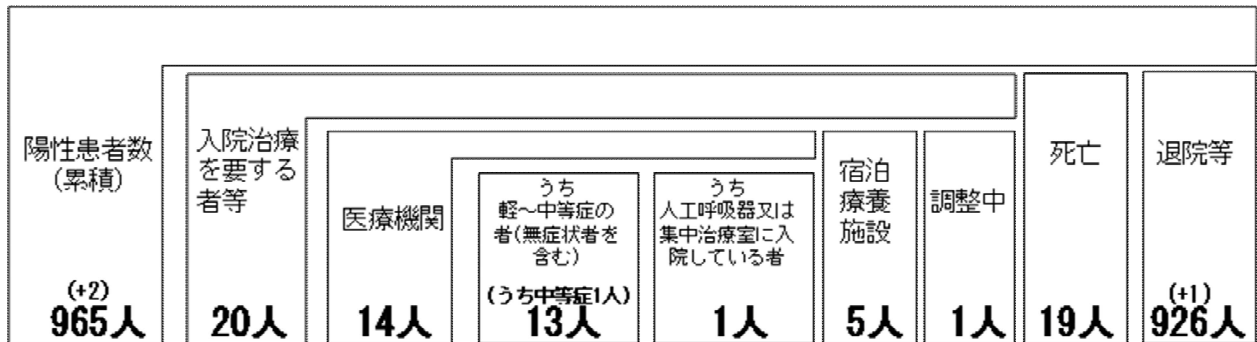 陽性患者数
(累積)
(+2)
965人
入院治療
を要する
者等
20人
医療機関
14人
うち
軽～中等症の
者(無症状者を
含む)
(うち中等症1人)
13人
うち
人工呼吸器又は
集中治療室に入
院している者
1人
宿泊
療養
施設
5人
調整中
1人
死亡
19人
退院等
(+1)
926人